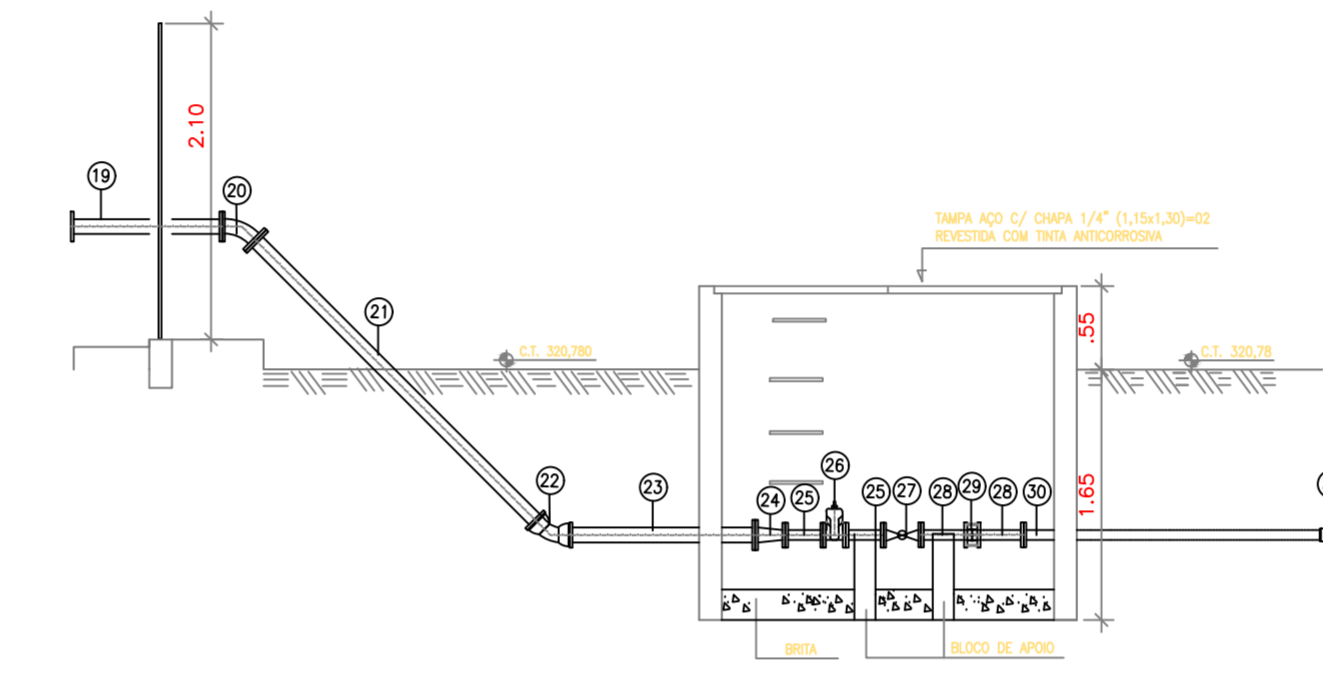 2.10
19
20
TAMPA AÇO C/ CHAPA 1/4" (1,15x1,30)=02
REVESTIDA COM TINTA ANTICORROSIVA
21
.55
C.T. 320,780
C.T. 320,78
22
23
24
25
26
25
27
28
29
28
30
1.65
BRITA
BLOCO DE APOIO